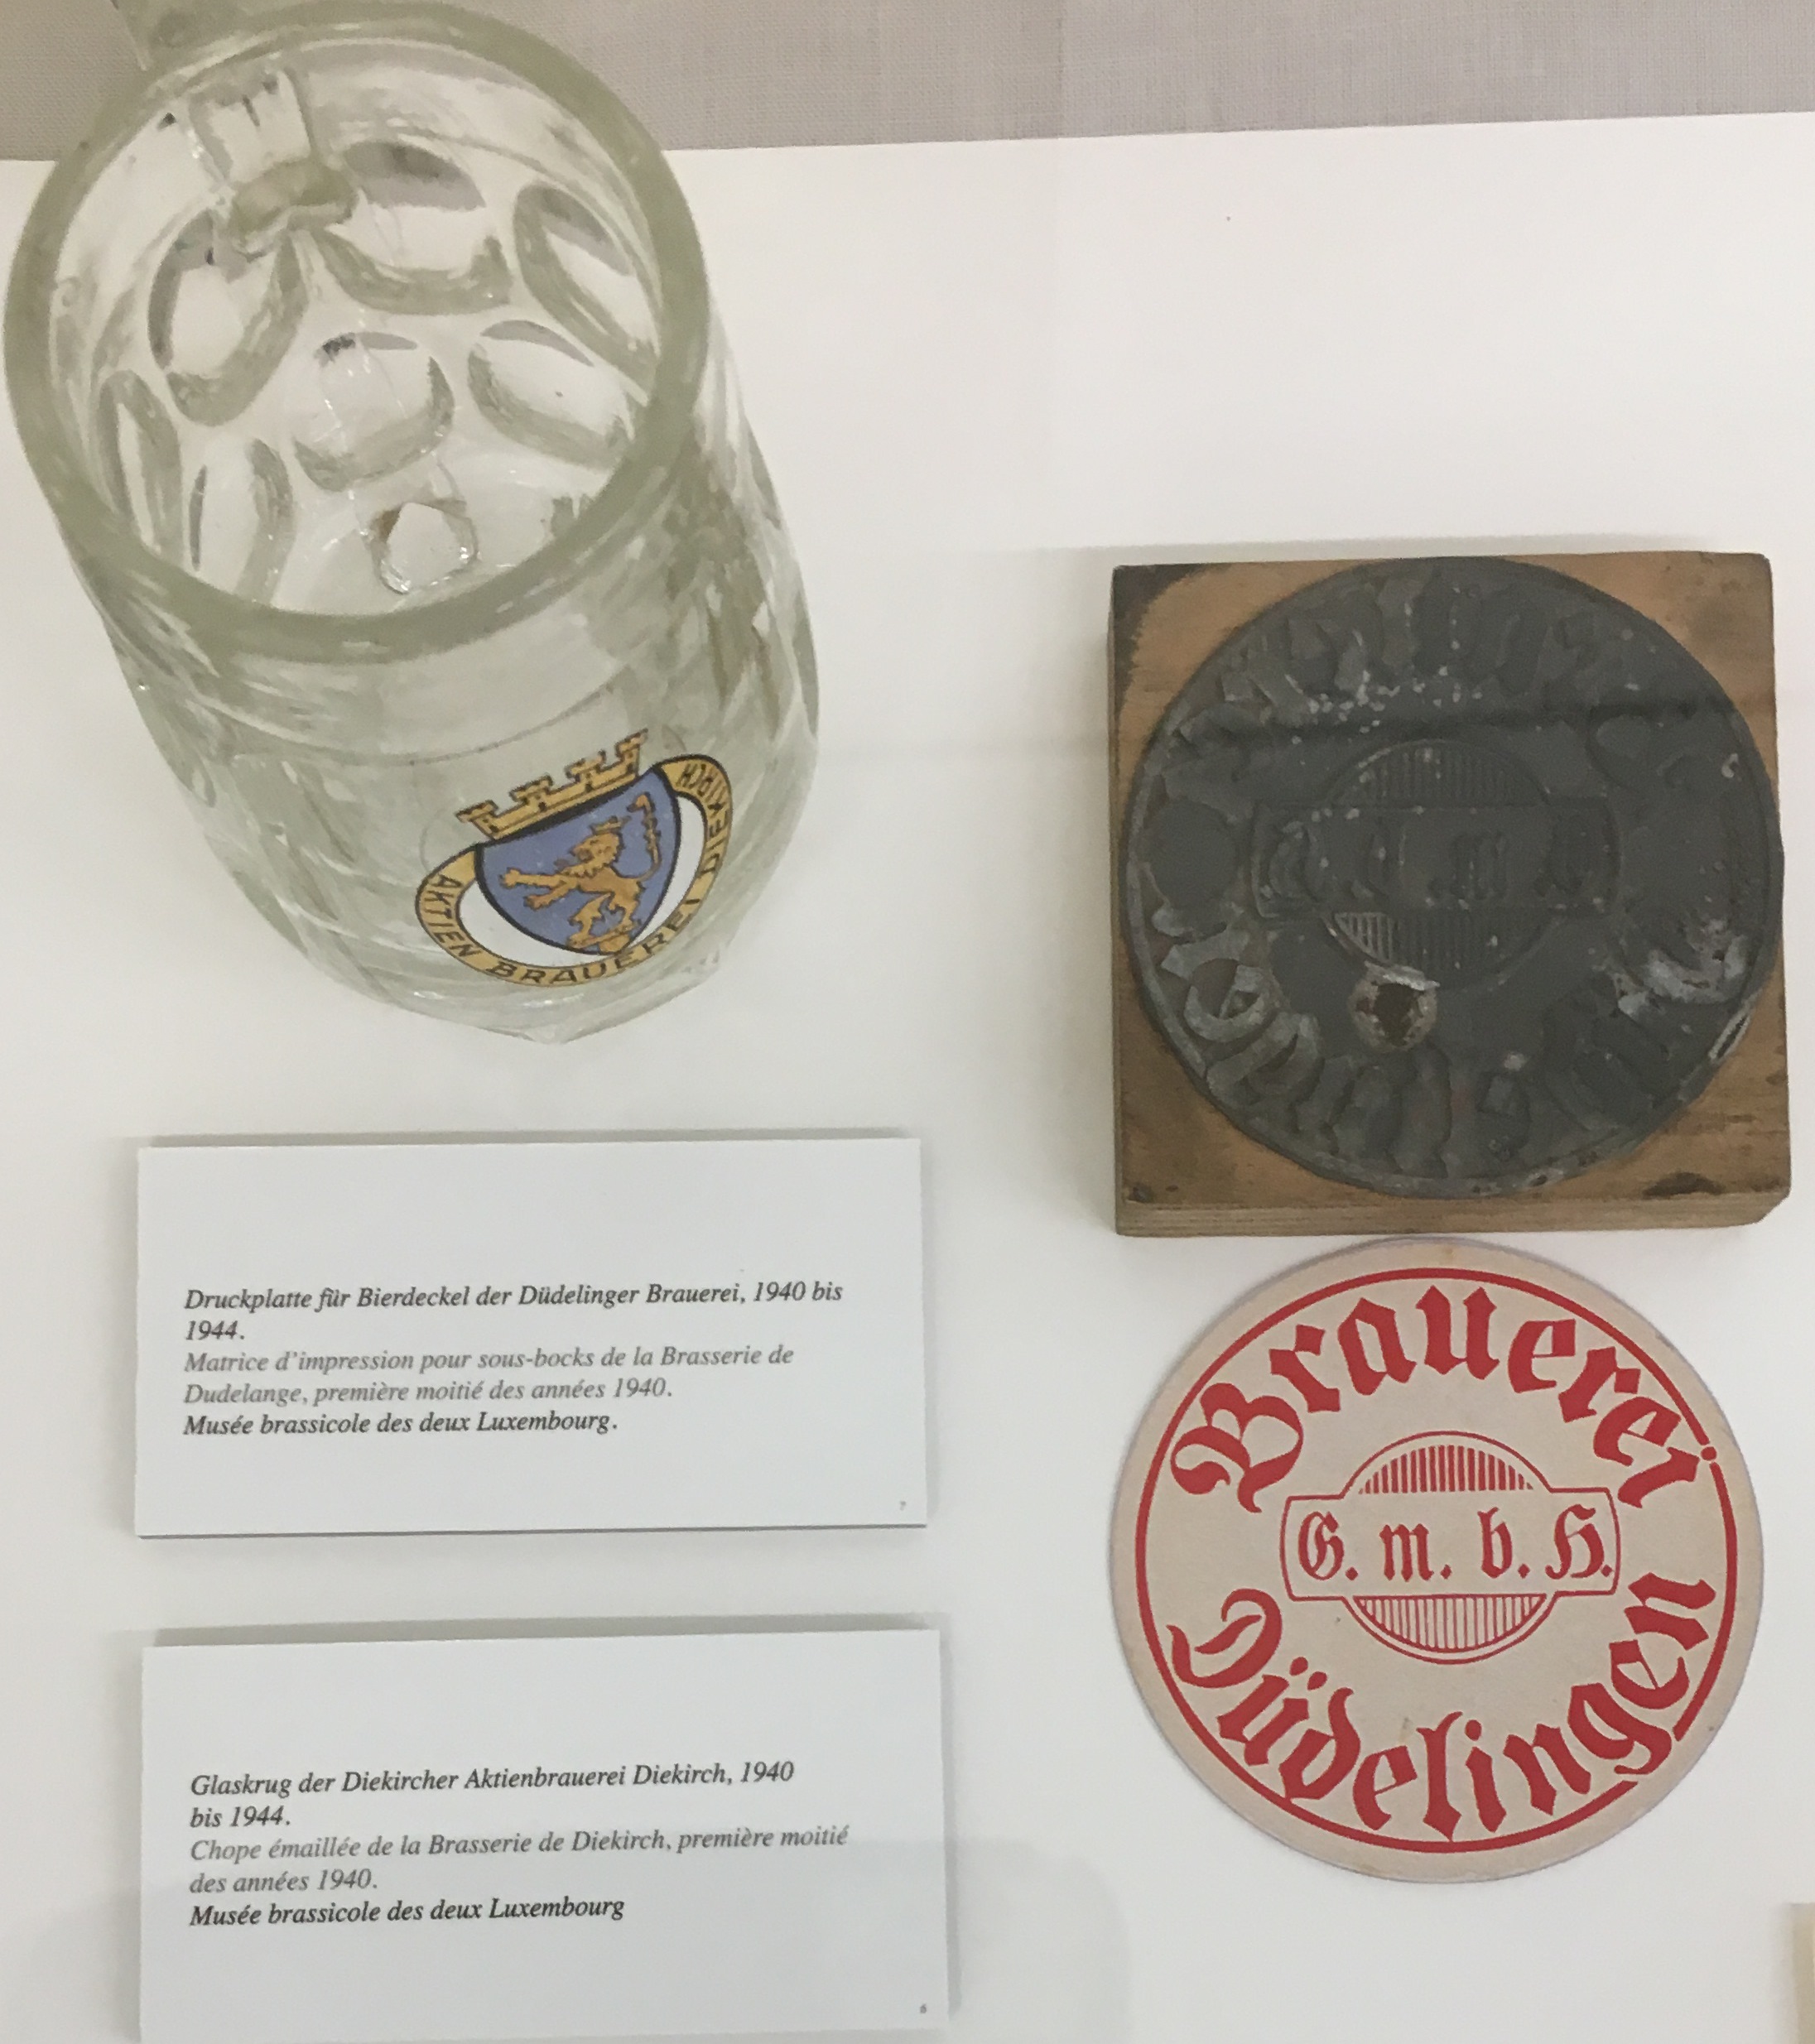 AKTIEN BRAUEREI DIEKIRCH
G. m. b. H.
Druckplatte für Bierdeckel der Düdelinger Brauerei, 1940 bis
1944.
Matrice d'impression pour sous-bocks de la Brasserie de
Dudelange, première moitié des années 1940.
Musée brassicole des deux Luxembourg.
7
Brauerei
G. m. b. H.
Düdelingen
Glaskrug der Diekircher Aktienbrauerei Diekirch, 1940
bis 1944.
Chope émaillée de la Brasserie de Diekirch, première moitié
des années 1940.
Musée brassicole des deux Luxembourg
6